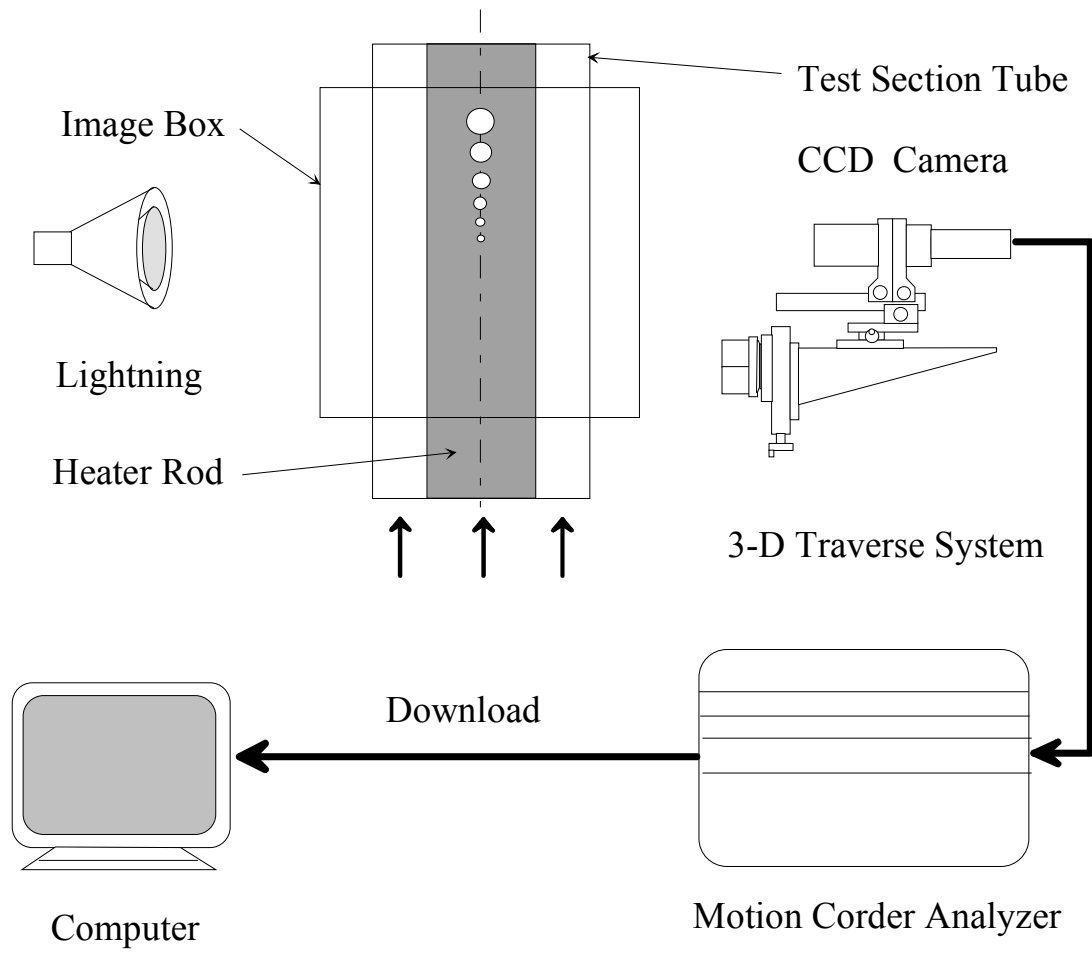 Test Section Tube
Image Box
CCD Camera
Lightning
Heater Rod
3-D Traverse System
Download
Motion Corder Analyzer
Computer